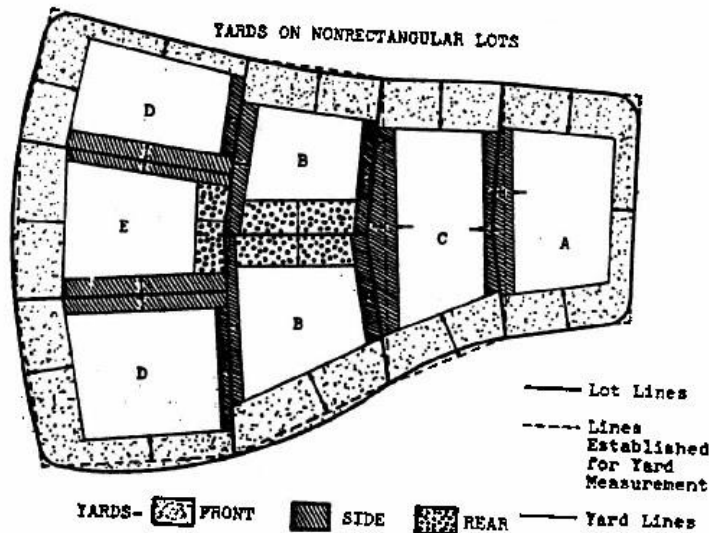 YARDS ON NONRECTANGULAR LOTS
D
B
E
C
A
B
D
Lot Lines
Lines
Established
for Yard
Measurement
YARDS- FRONT SIDE REAR Yard Lines